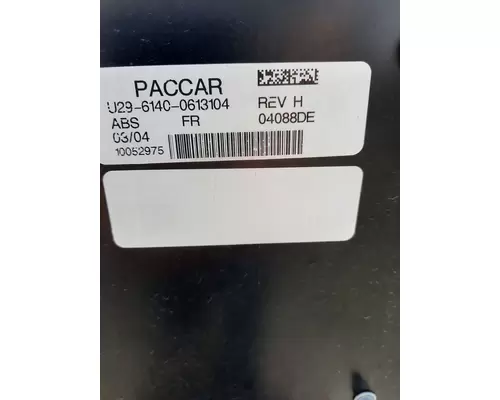 PACCAR
U29-6140-0613104 REV H
ABS FR 04088DE
03/04
10052975